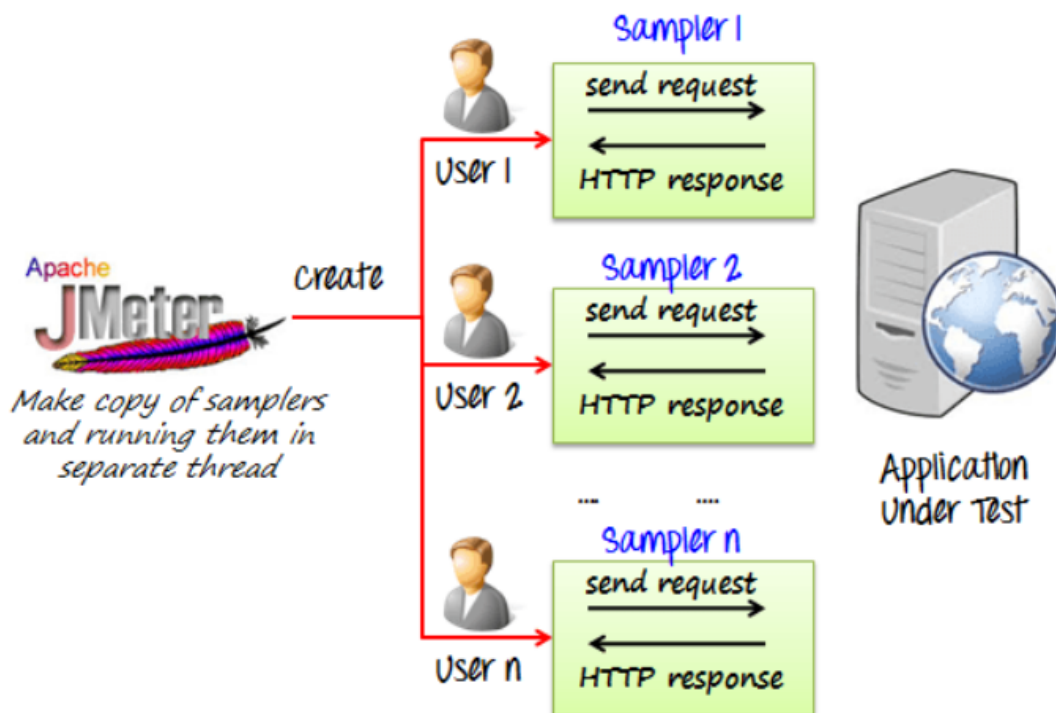 Apache
JMeter
Make copy of samplers
and running them in
separate thread
Create
User 1
Sampler 1
send request
HTTP response
User 2
Sampler 2
send request
HTTP response
.... ....
User n
Sampler n
send request
HTTP response
Application
Under Test